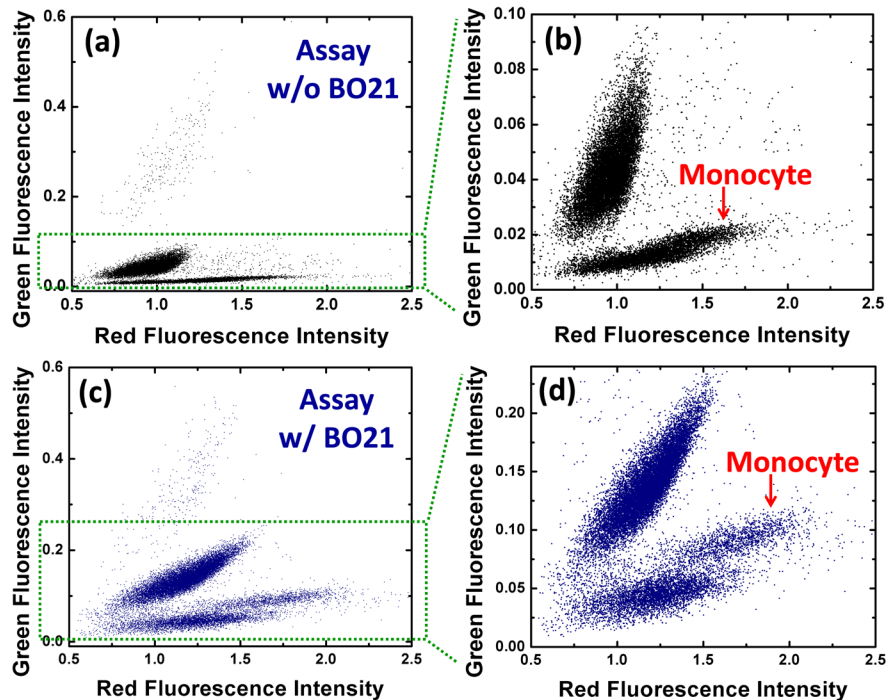 (a)
Assay
w/o BO21
Green Fluorescence Intensity
0.6
0.4
0.2
0.0
0.5 1.0 1.5 2.0 2.5
Red Fluorescence Intensity
(b)
Monocyte
Green Fluorescence Intensity
0.10
0.08
0.06
0.04
0.02
0.00
0.5 1.0 1.5 2.0 2.5
Red Fluorescence Intensity
(c)
Assay
w/ BO21
Green Fluorescence Intensity
0.6
0.4
0.2
0.0
0.5 1.0 1.5 2.0 2.5
Red Fluorescence Intensity
(d)
Monocyte
Green Fluorescence Intensity
0.20
0.15
0.10
0.05
0.00
0.5 1.0 1.5 2.0 2.5
Red Fluorescence Intensity